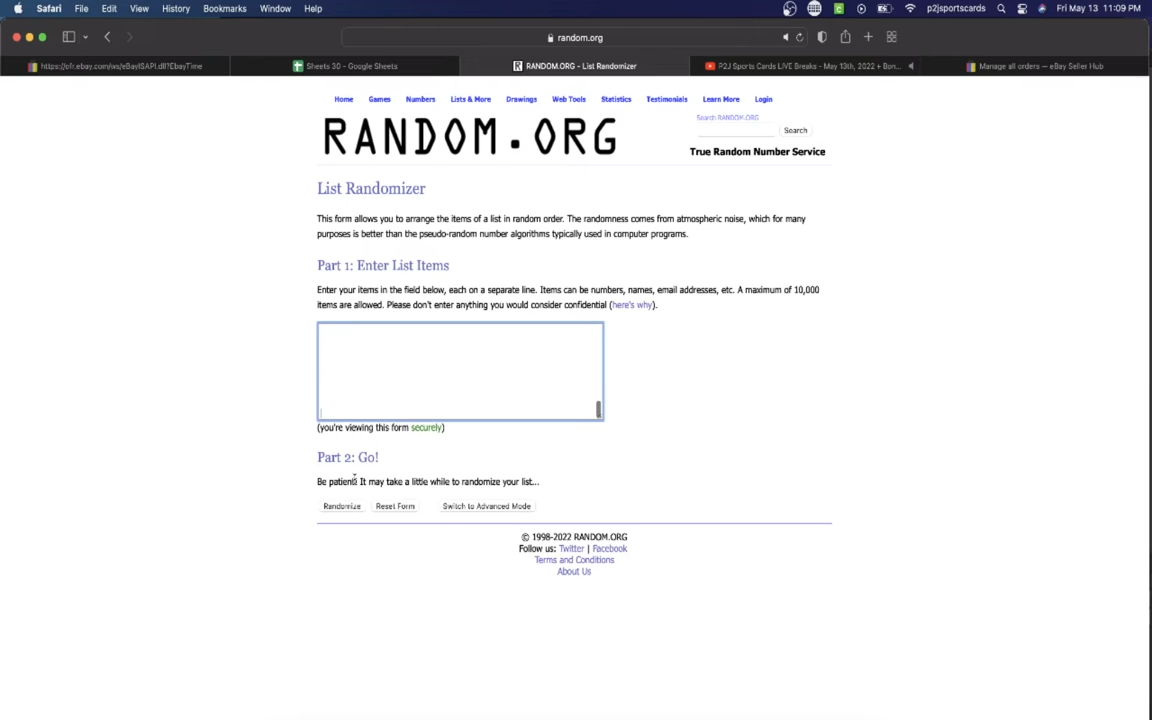 Safari File Edit View History Bookmarks Window Help p2jsportscards Fri May 13 11:09 PM
random.org
https://ofr.ebay.com/ws/eBayISAPI.dll?EbayTime Sheets 30 - Google Sheets RANDOM.ORG - List Randomizer P2J Sports Cards LIVE Breaks - May 13th, 2022 + Bon... Manage all orders — eBay Seller Hub
Home Games Numbers Lists & More Drawings Web Tools Statistics Testimonials Learn More Login
RANDOM.ORG
Search RANDOM.ORG
Search
True Random Number Service
List Randomizer
This form allows you to arrange the items of a list in random order. The randomness comes from atmospheric noise, which for many
purposes is better than the pseudo-random number algorithms typically used in computer programs.
Part 1: Enter List Items
Enter your items in the field below, each on a separate line. Items can be numbers, names, email addresses, etc. A maximum of 10,000
items are allowed. Please don't enter anything you would consider confidential (here's why).
(you're viewing this form securely)
Part 2: Go!
Be patient! It may take a little while to randomize your list...
Randomize Reset Form Switch to Advanced Mode
© 1998-2022 RANDOM.ORG
Follow us: Twitter | Facebook
Terms and Conditions
About Us